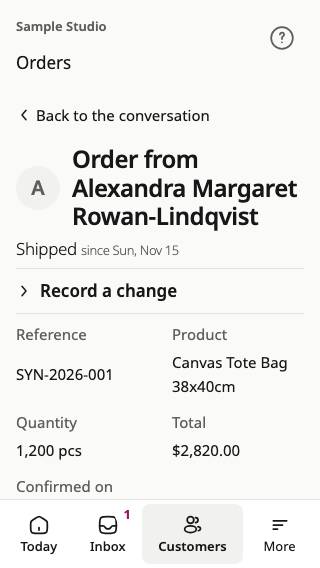 Sample Studio
Orders
Back to the conversation
A
Order from
Alexandra Margaret
Rowan-Lindqvist
Shipped since Sun, Nov 15
Record a change
Reference
Product
SYN-2026-001
Canvas Tote Bag
38x40cm
Quantity
Total
1,200 pcs
$2,820.00
Confirmed on
1
Today
Inbox
Customers
More